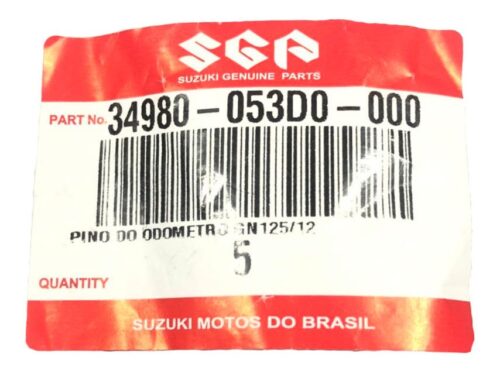 SGP
SUZUKI GENUINE PARTS
PART No. 34980-053D0-000
PINO DO ODOMETRO GN125/12
5
QUANTITY
SUZUKI MOTOS DO BRASIL